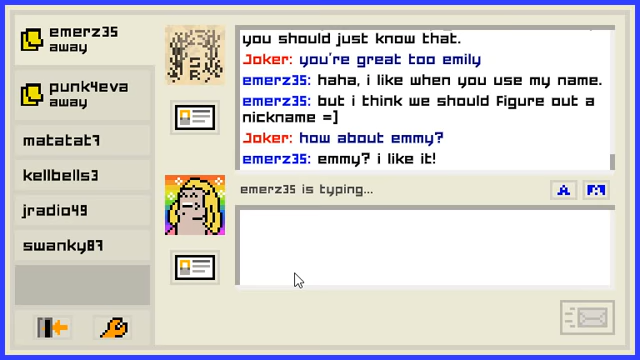 emerz35
away
punk4eva
away
matatat7
kellbells3
jradio49
swanky87
you should just know that.
Joker: you're great too emily
emerz35: haha, i like when you use my name.
emerz35: but i think we should figure out a
nickname =]
Joker: how about emmy?
emerz35: emmy? i like it!
emerz35 is typing...
A